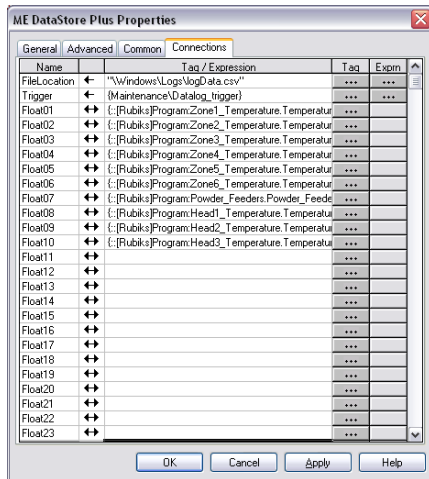 ME DataStore Plus Properties
General Advanced Common Connections
Name Tag / Expression Tag Exprn
FileLocation ← "\Windows\Logs\logData.csv" ... ...
Trigger ← {Maintenance\Datalog_trigger} ... ...
Float01 ↔ {::[Rubiks]Program:Zone1_Temperature.Temperatur ...
Float02 ↔ {::[Rubiks]Program:Zone2_Temperature.Temperatur ...
Float03 ↔ {::[Rubiks]Program:Zone3_Temperature.Temperatur ...
Float04 ↔ {::[Rubiks]Program:Zone4_Temperature.Temperatur ...
Float05 ↔ {::[Rubiks]Program:Zone5_Temperature.Temperatur ...
Float06 ↔ {::[Rubiks]Program:Zone6_Temperature.Temperatur ...
Float07 ↔ {::[Rubiks]Program:Powder_Feeders.Powder_Feede ...
Float08 ↔ {::[Rubiks]Program:Head1_Temperature.Temperatu ...
Float09 ↔ {::[Rubiks]Program:Head2_Temperature.Temperatu ...
Float10 ↔ {::[Rubiks]Program:Head3_Temperature.Temperatu ...
Float11 ↔ ...
Float12 ↔ ...
Float13 ↔ ...
Float14 ↔ ...
Float15 ↔ ...
Float16 ↔ ...
Float17 ↔ ...
Float18 ↔ ...
Float19 ↔ ...
Float20 ↔ ...
Float21 ↔ ...
Float22 ↔ ...
Float23 ↔ ...
OK Cancel Apply Help